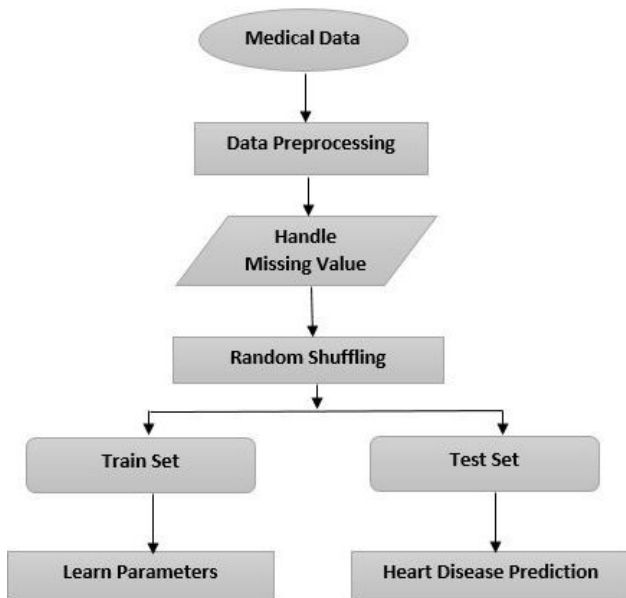 Medical Data
Data Preprocessing
Handle
Missing Value
Random Shuffling
Train Set
Test Set
Learn Parameters
Heart Disease Prediction